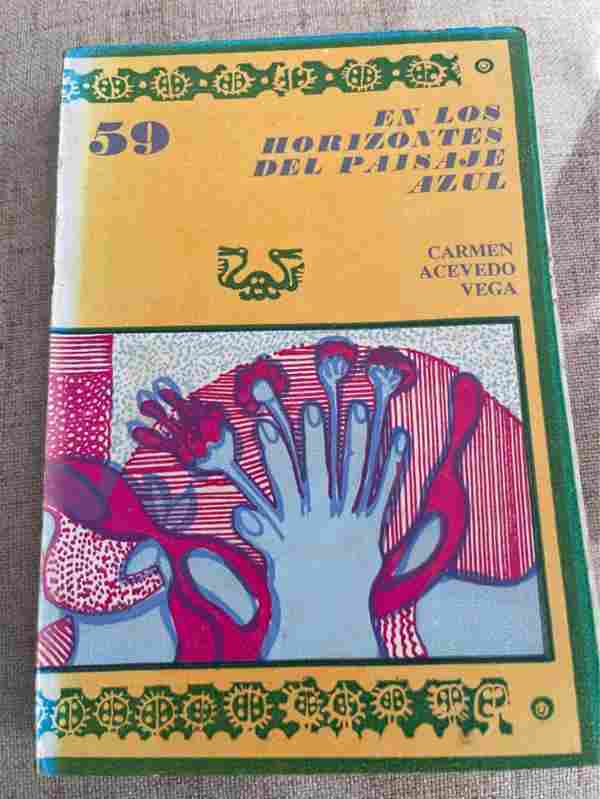 59
EN LOS
HORIZONTES
DEL PAISAJE
AZUL
CARMEN
ACEVEDO
VEGA